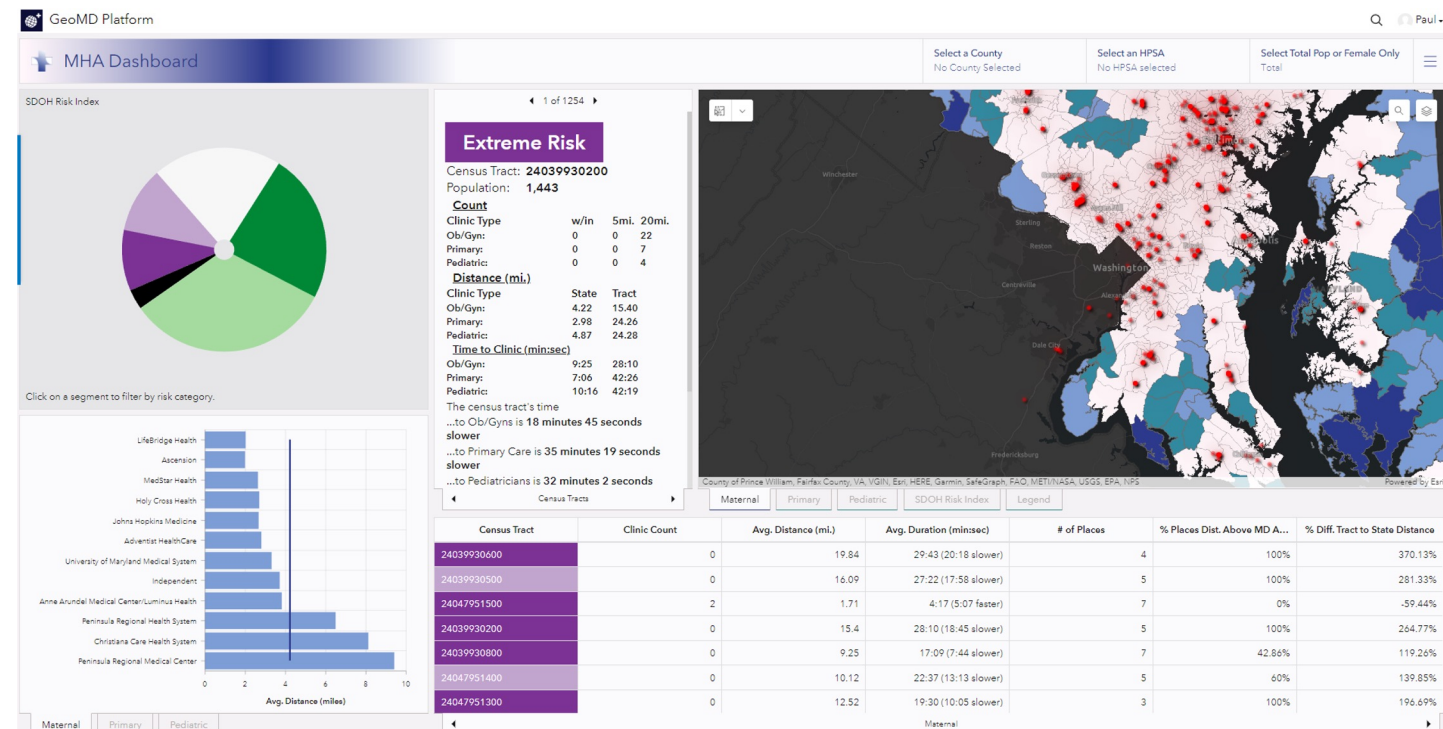 GeoMD Platform
Paul
MHA Dashboard
Select a County
No County Selected
Select an HPSA
No HPSA selected
Select Total Pop or Female Only
Total
SDOH Risk Index
Click on a segment to filter by risk category.
1 of 1254
Extreme Risk
Census Tract: 24039930200
Population: 1,443
Count
Clinic Type w/in 5mi. 20mi.
Ob/Gyn: 0 0 22
Primary: 0 0 7
Pediatric: 0 0 4
Distance (mi.)
Clinic Type State Tract
Ob/Gyn: 4.22 15.40
Primary: 2.98 24.26
Pediatric: 4.87 24.28
Time to Clinic (min:sec)
Ob/Gyn: 9:25 28:10
Primary: 7:06 42:26
Pediatric: 10:16 42:19
The census tract's time
...to Ob/Gyns is 18 minutes 45 seconds
slower
...to Primary Care is 35 minutes 19 seconds
slower
...to Pediatricians is 32 minutes 2 seconds
Census Tracts
Winchester
Sterling
Reston
Washington
Centreville
Dale City
Fredericksburg
County of Prince William, Fairfax County, VA, VGIN, Esri, HERE, Garmin, SafeGraph, FAO, METI/NASA, USGS, EPA, NPS
Powered by Esri
Maternal Primary Pediatric SDOH Risk Index Legend
LifeBridge Health
Ascension
MedStar Health
Holy Cross Health
Johns Hopkins Medicine
Adventist HealthCare
University of Maryland Medical System
Independent
Anne Arundel Medical Center/Luminus Health
Peninsula Regional Health System
Christiana Care Health System
Peninsula Regional Medical Center
0 2 4 6 8 10
Avg. Distance (miles)
Maternal Primary Pediatric
Census Tract Clinic Count Avg. Distance (mi.) Avg. Duration (min:sec) # of Places % Places Dist. Above MD A... % Diff. Tract to State Distance
24039930600 0 19.84 29:43 (20:18 slower) 4 100% 370.13%
24039930500 0 16.09 27:22 (17:58 slower) 5 100% 281.33%
24047951500 2 1.71 4:17 (5:07 faster) 7 0% -59.44%
24039930200 0 15.4 28:10 (18:45 slower) 5 100% 264.77%
24039930800 0 9.25 17:09 (7:44 slower) 7 42.86% 119.26%
24047951400 0 10.12 22:37 (13:13 slower) 5 60% 139.85%
24047951300 0 12.52 19:30 (10:05 slower) 3 100% 196.69%
Maternal